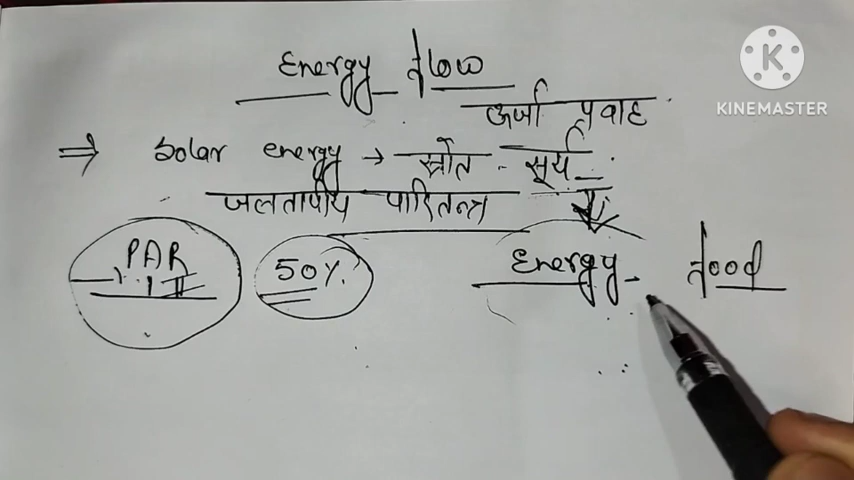 Energy flow
ऊर्जा प्रवाह
⇒ Solar energy → स्रोत - सूर्य
जलतापीय पारितन्त्र
PAR 50% Energy - food
KINEMASTER